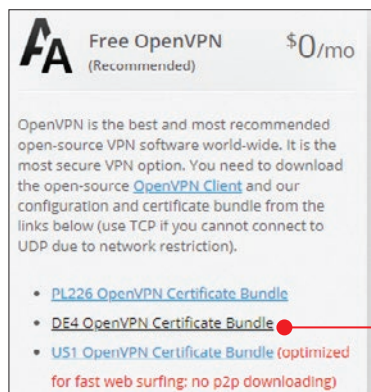 Free OpenVPN $0/mo
(Recommended)
OpenVPN is the best and most recommended
open-source VPN software world-wide. It is the
most secure VPN option. You need to download
the open-source OpenVPN Client and our
configuration and certificate bundle from the
links below (use TCP if you cannot connect to
UDP due to network restriction).
• PL226 OpenVPN Certificate Bundle
• DE4 OpenVPN Certificate Bundle
• US1 OpenVPN Certificate Bundle (optimized
for fast web surfing; no p2p downloading)